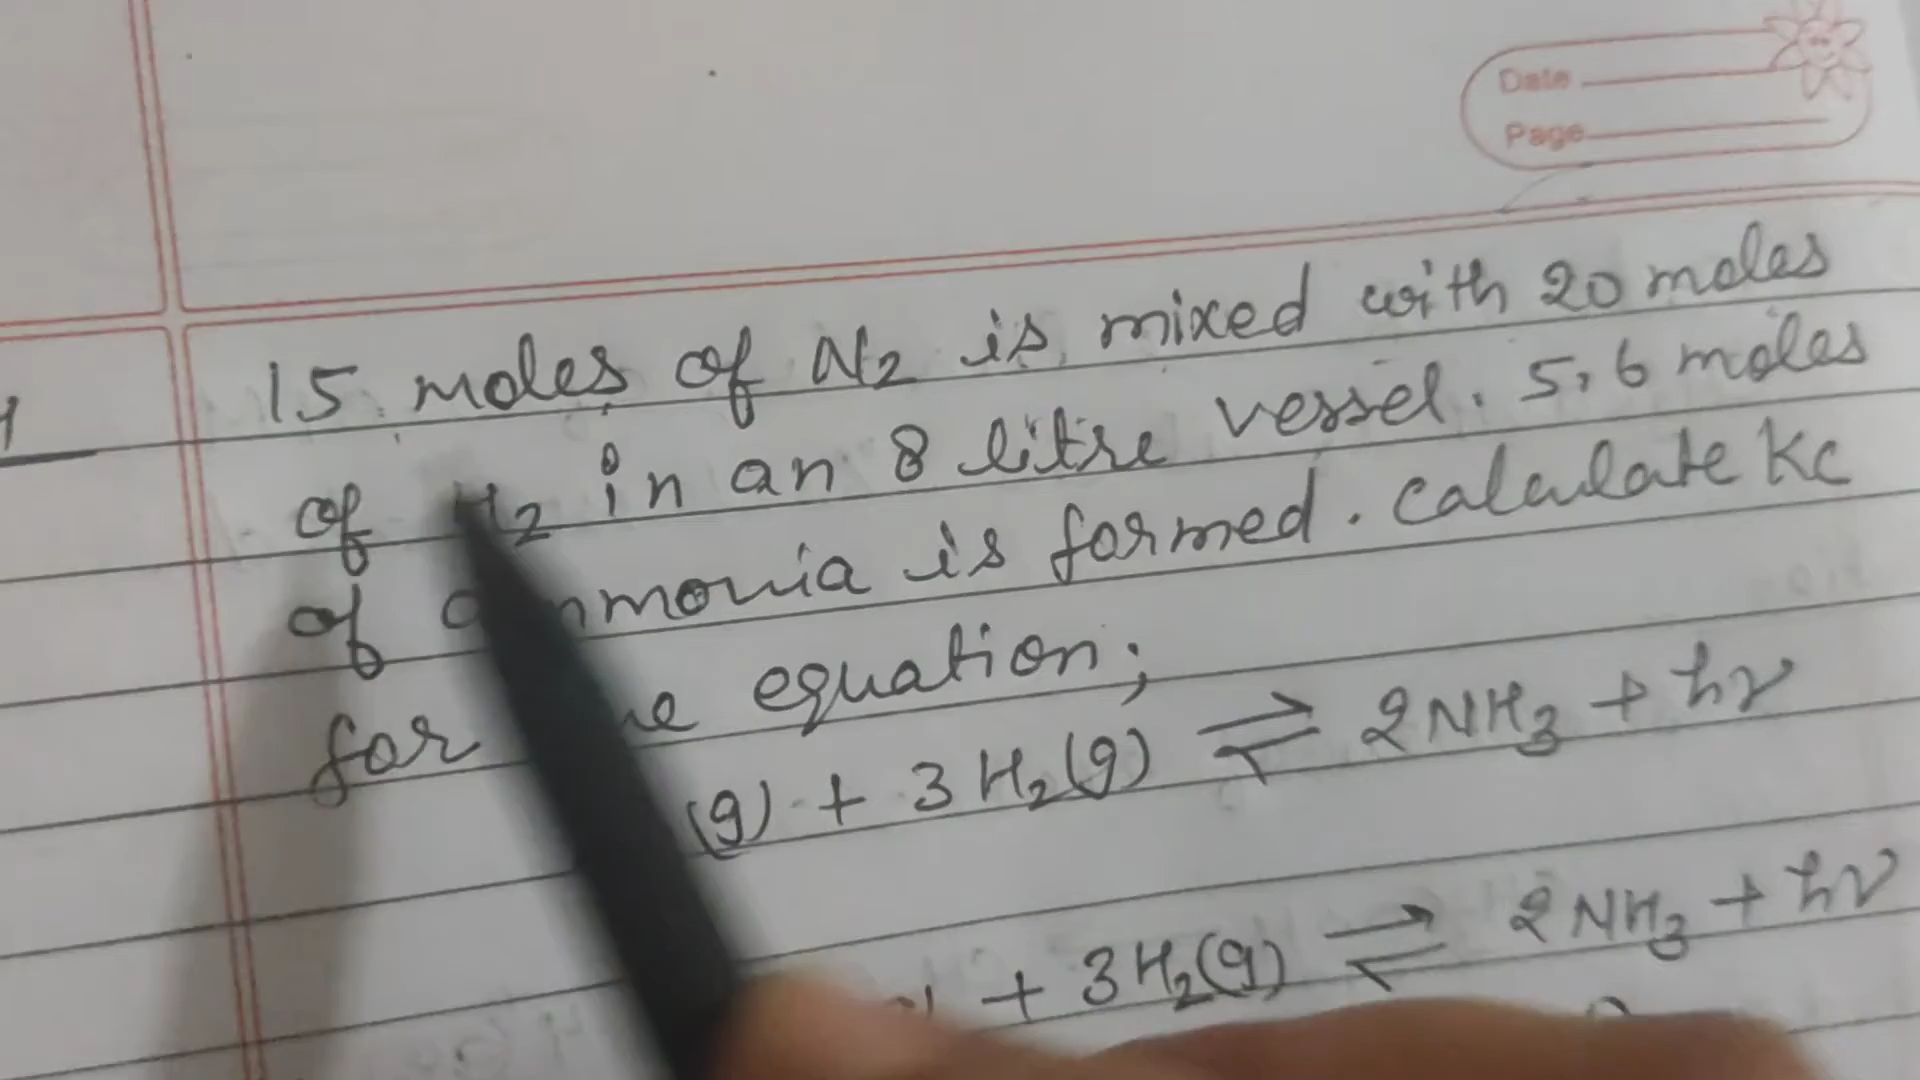 Date
Page
15 moles of N2 is mixed with 20 moles
of H2 in an 8 litre vessel. 5.6 moles
of ammonia is formed. Calculate Kc
for equation;
(g) + 3H2(g) ⇌ 2NH3 + hν
+ 3H2(g) ⇌ 2NH3 + hν